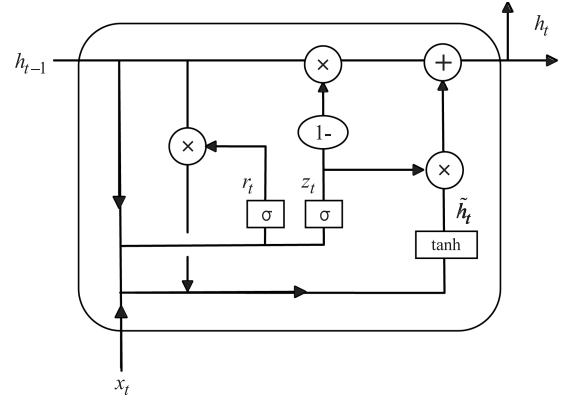 h_t
h_{t-1}
×
+
1-
×
×
r_t
z_t
σ
σ
h̃_t
tanh
x_t